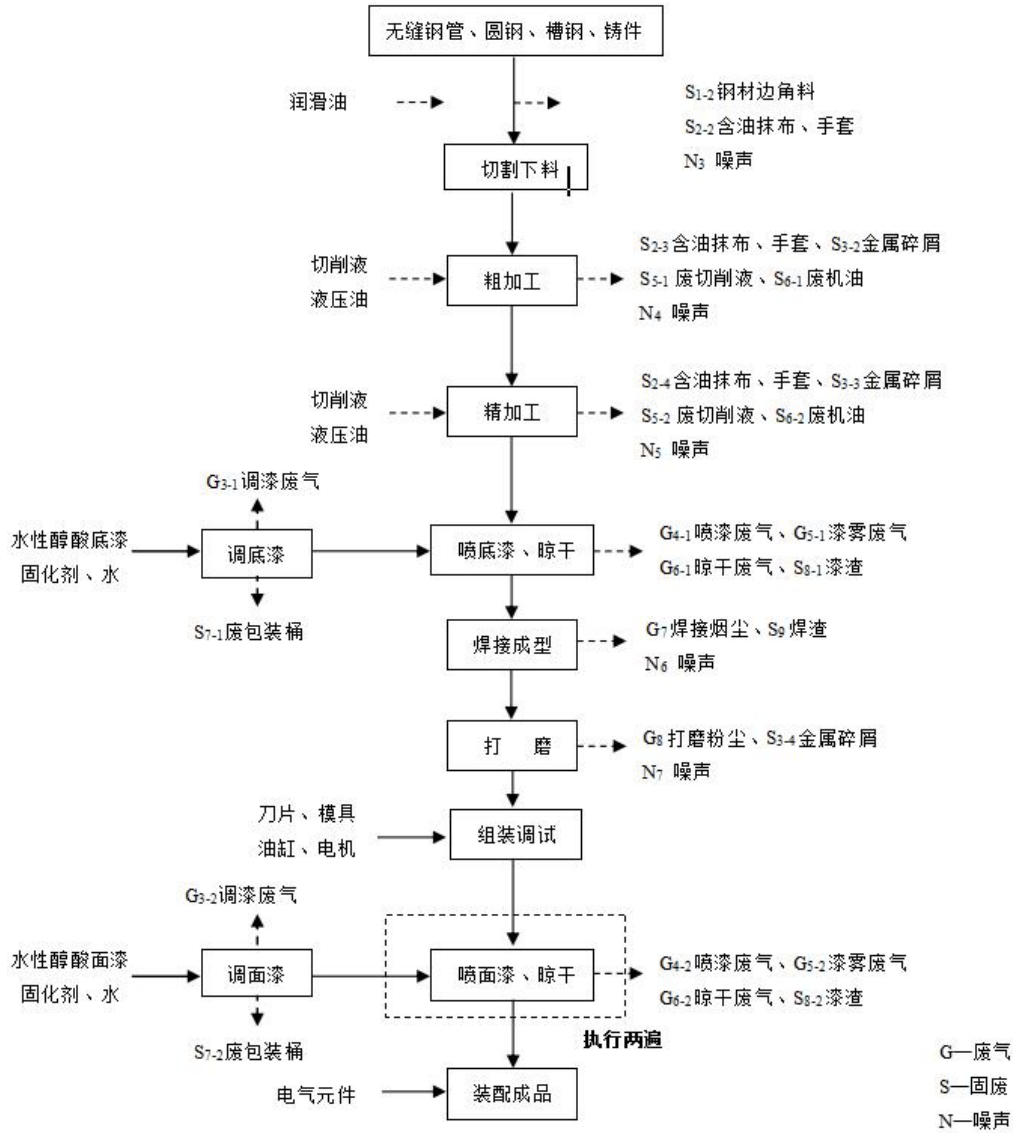 无缝钢管、圆钢、槽钢、铸件
润滑油
S1-2钢材边角料
S2-2含油抹布、手套
N3 噪声
切割下料
切削液
液压油
粗加工
S2-3含油抹布、手套、S3-2金属碎屑
S5-1 废切削液、S6-1废机油
N4 噪声
切削液
液压油
精加工
S2-4含油抹布、手套、S3-3金属碎屑
S5-2 废切削液、S6-2废机油
N5 噪声
G3-1调漆废气
水性醇酸底漆
固化剂、水
调底漆
喷底漆、晾干
G4-1喷漆废气、G5-1漆雾废气
G6-1晾干废气、S8-1漆渣
S7-1废包装桶
焊接成型
G7焊接烟尘、S9焊渣
N6 噪声
打 磨
G8打磨粉尘、S3-4金属碎屑
N7 噪声
刀片、模具
油缸、电机
组装调试
G3-2调漆废气
水性醇酸面漆
固化剂、水
调面漆
喷面漆、晾干
G4-2喷漆废气、G5-2漆雾废气
G6-2晾干废气、S8-2漆渣
执行两遍
S7-2废包装桶
电气元件
装配成品
G—废气
S—固废
N—噪声